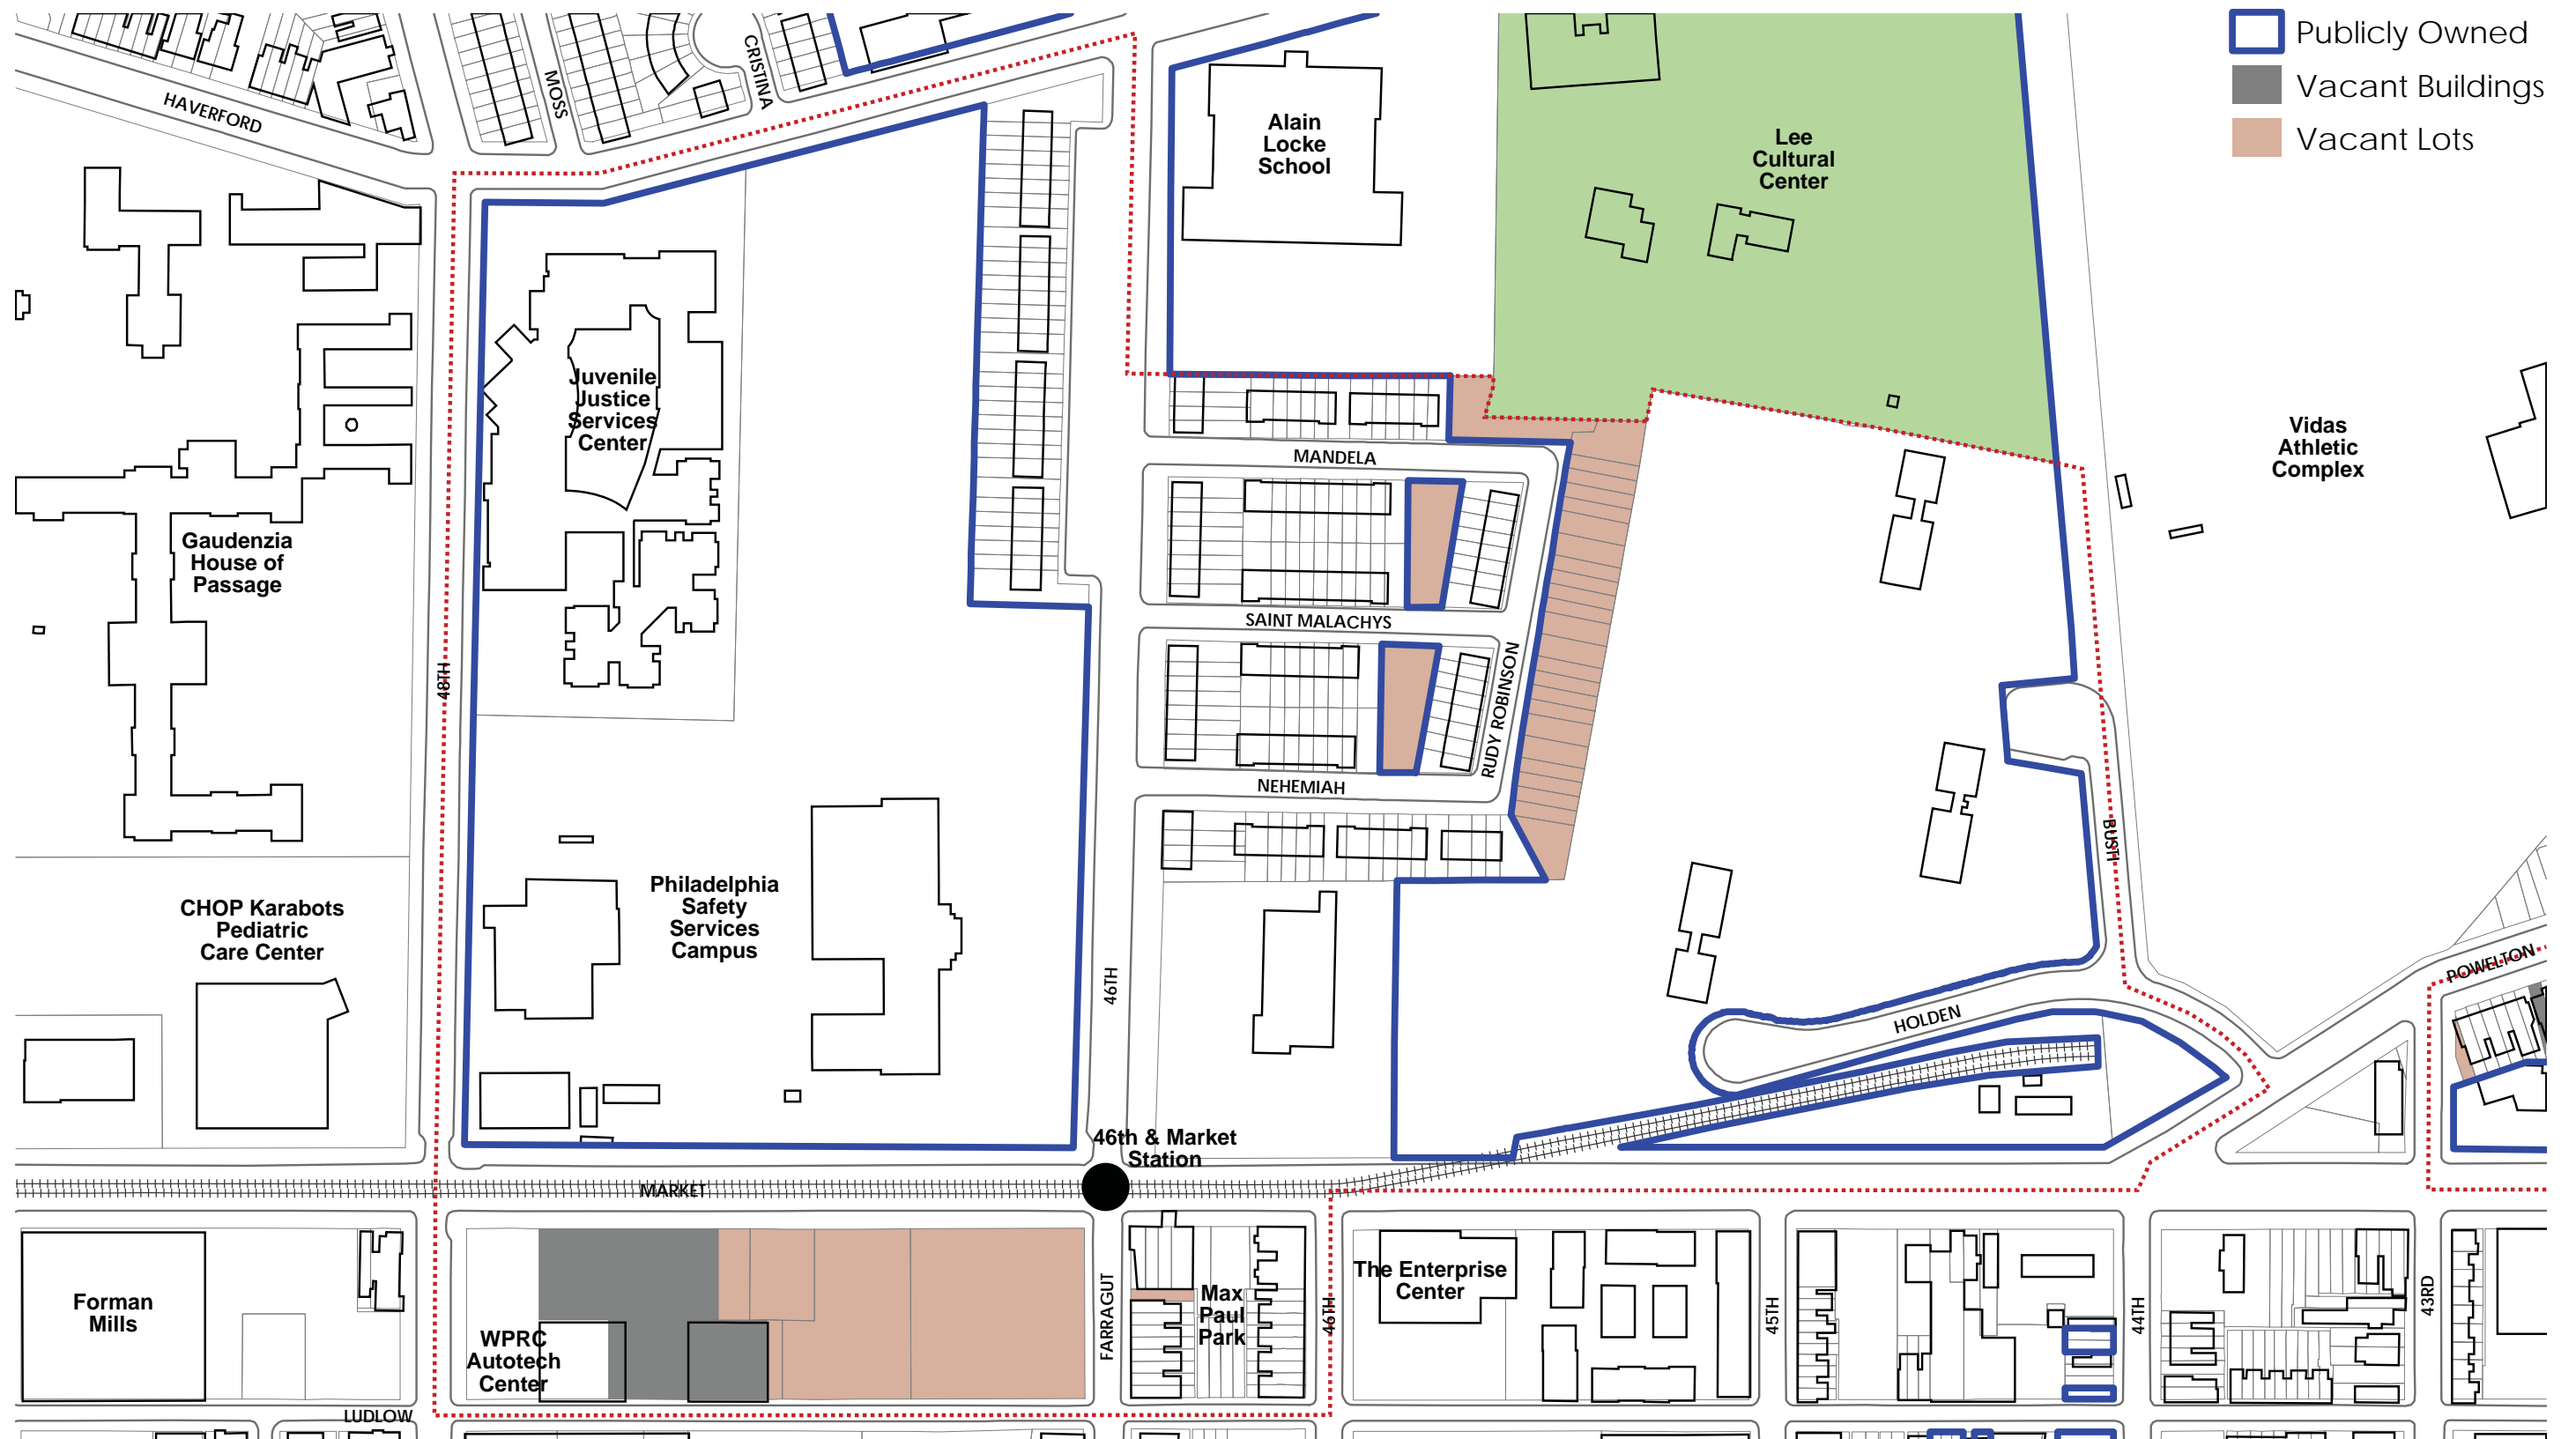 Publicly Owned
Vacant Buildings
Vacant Lots
HAVERFORD
MOSS
CRISTINA
Alain
Locke
School
Lee
Cultural
Center
Juvenile
Justice
Services
Center
Vidas
Athletic
Complex
MANDELA
Gaudenzia
House of
Passage
SAINT MALACHYS
48TH
RUDY ROBINSON
NEHEMIAH
BUSH
CHOP Karabots
Pediatric
Care Center
Philadelphia
Safety
Services
Campus
46TH
POWELTON
HOLDEN
46th & Market
Station
MARKET
Forman
Mills
WPRC
Autotech
Center
FARRAGUT
Max
Paul
Park
46TH
The Enterprise
Center
45TH
44TH
43RD
LUDLOW